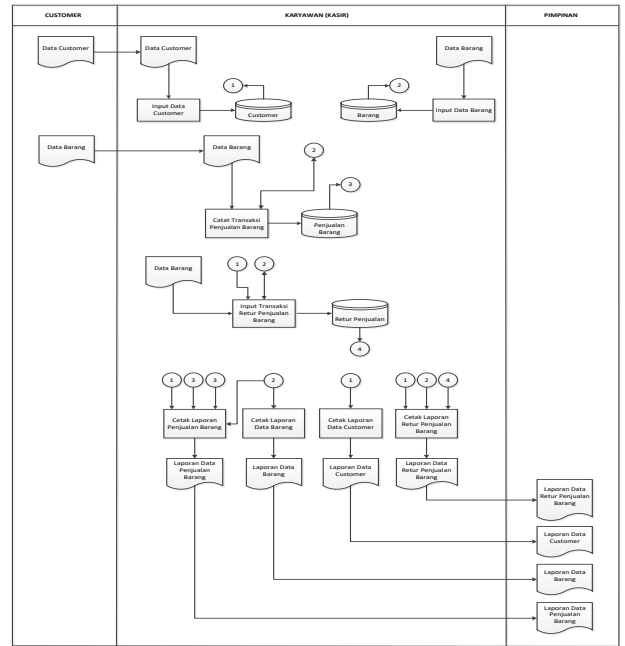 CUSTOMER
KARYAWAN (KASIR)
PIMPINAN
Data Customer
Data Customer
Data Barang
1
2
Input Data
Customer
Customer
Barang
Input Data Barang
Data Barang
Data Barang
2
3
Catat Transaksi
Penjualan Barang
Penjualan
Barang
Data Barang
1
2
Input Transaksi
Retur Penjualan
Barang
Retur Penjualan
4
1
3
3
2
1
1
2
4
Cetak Laporan
Penjualan Barang
Cetak Laporan
Data Barang
Cetak Laporan
Data Customer
Cetak Laporan
Retur Penjualan
Barang
Laporan Data
Penjualan
Barang
Laporan Data
Barang
Laporan Data
Customer
Laporan Data
Retur Penjualan
Barang
Laporan Data
Retur Penjualan
Barang
Laporan Data
Customer
Laporan Data
Barang
Laporan Data
Penjualan
Barang